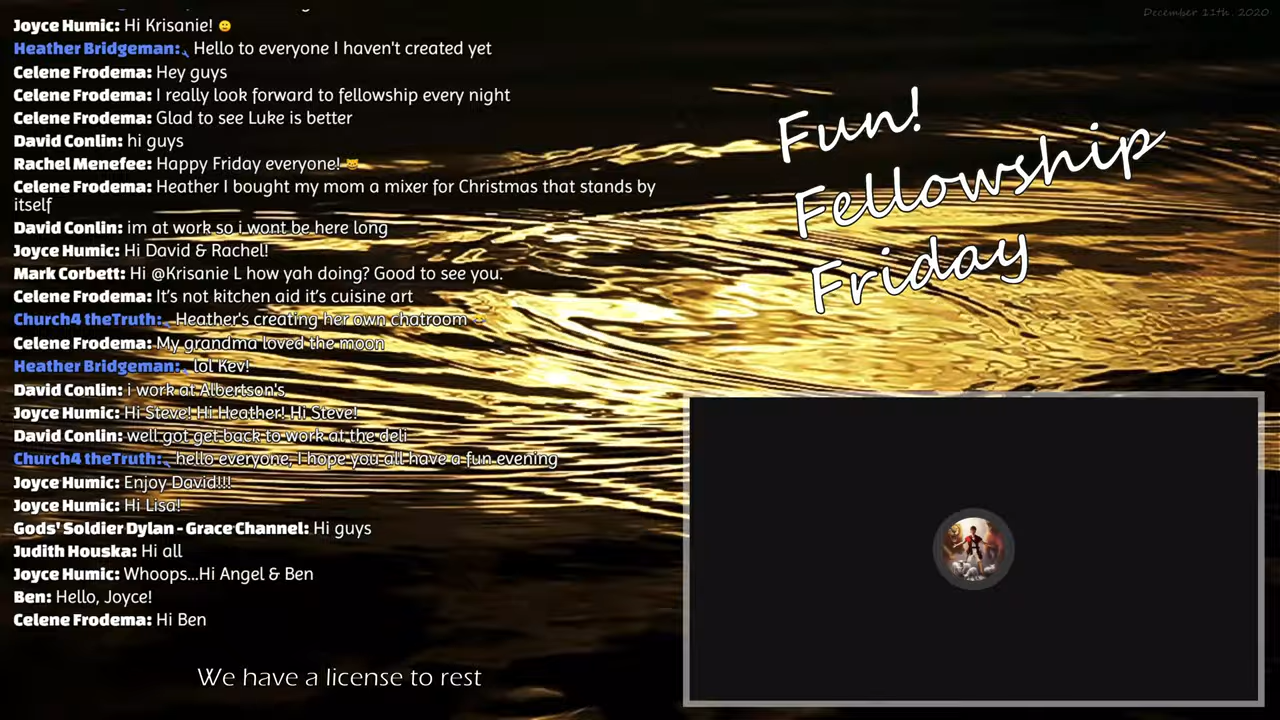 December 11th, 2020
Joyce Humic: Hi Krisanie! 🙂
Heather Bridgeman: Hello to everyone I haven't created yet
Celene Frodema: Hey guys
Celene Frodema: I really look forward to fellowship every night
Celene Frodema: Glad to see Luke is better
David Conlin: hi guys
Rachel Menefee: Happy Friday everyone!
Celene Frodema: Heather I bought my mom a mixer for Christmas that stands by
itself
David Conlin: im at work so i wont be here long
Joyce Humic: Hi David & Rachel!
Mark Corbett: Hi @Krisanie L how yah doing? Good to see you.
Celene Frodema: It's not kitchen aid it's cuisine art
Church4 theTruth: Heather's creating her own chatroom
Celene Frodema: My grandma loved the moon
Heather Bridgeman: lol Kev!
David Conlin: i work at Albertson's
Joyce Humic: Hi Steve! Hi Heather! Hi Steve!
David Conlin: well got get back to work at the deli
Church4 theTruth: hello everyone, I hope you all have a fun evening
Joyce Humic: Enjoy David!!!
Joyce Humic: Hi Lisa!
Gods' Soldier Dylan - Grace Channel: Hi guys
Judith Houska: Hi all
Joyce Humic: Whoops...Hi Angel & Ben
Ben: Hello, Joyce!
Celene Frodema: Hi Ben
We have a license to rest
Fun!
Fellowship
Friday